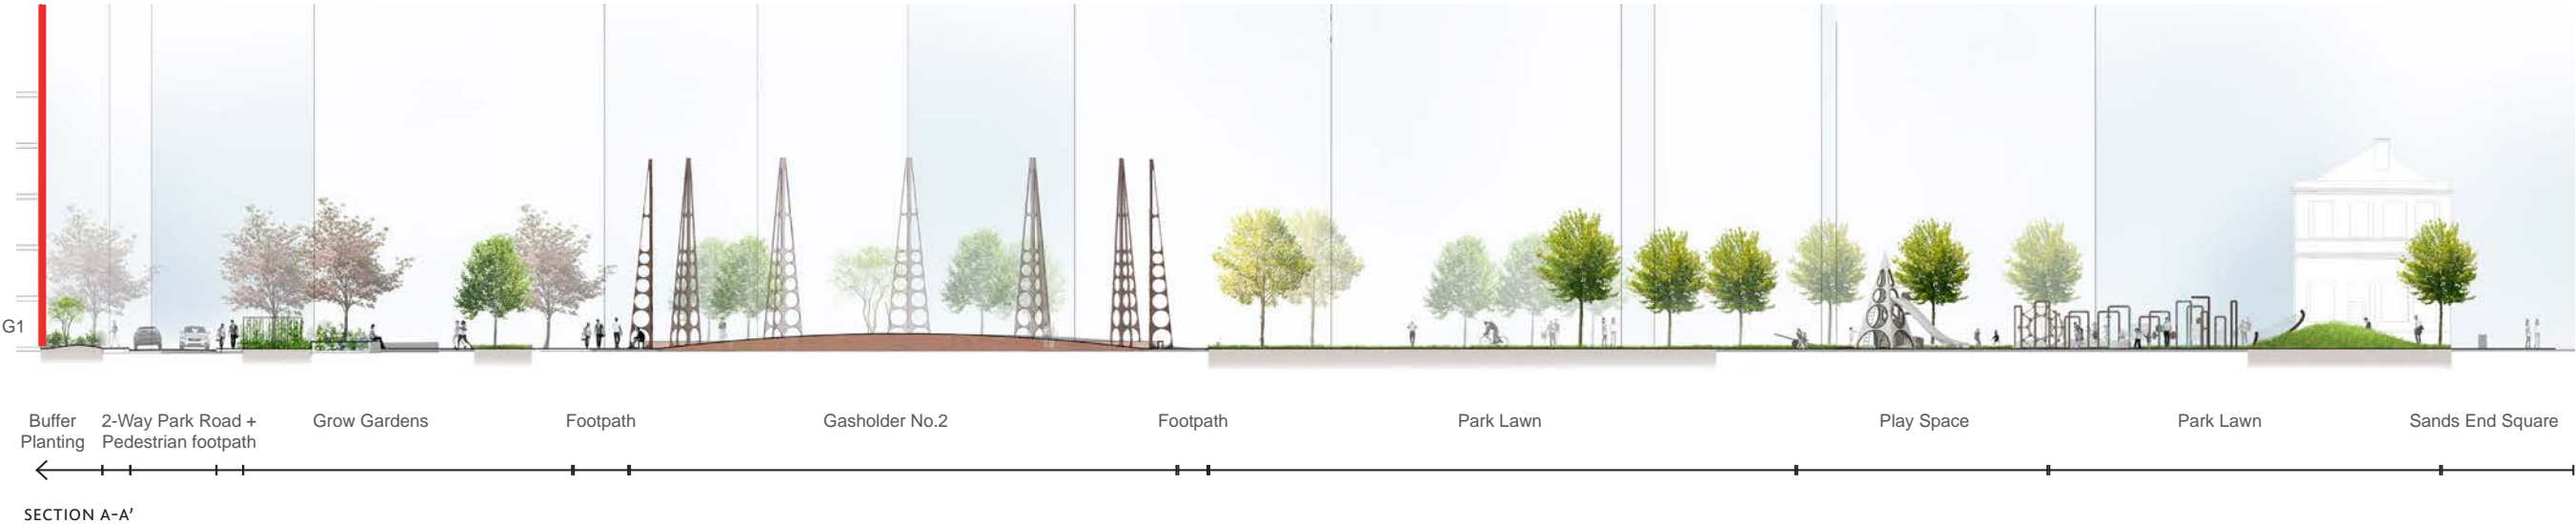 G1
Buffer
Planting
2-Way Park Road +
Pedestrian footpath
Grow Gardens
Footpath
Gasholder No.2
Footpath
Park Lawn
Play Space
Park Lawn
Sands End Square
SECTION A-A'